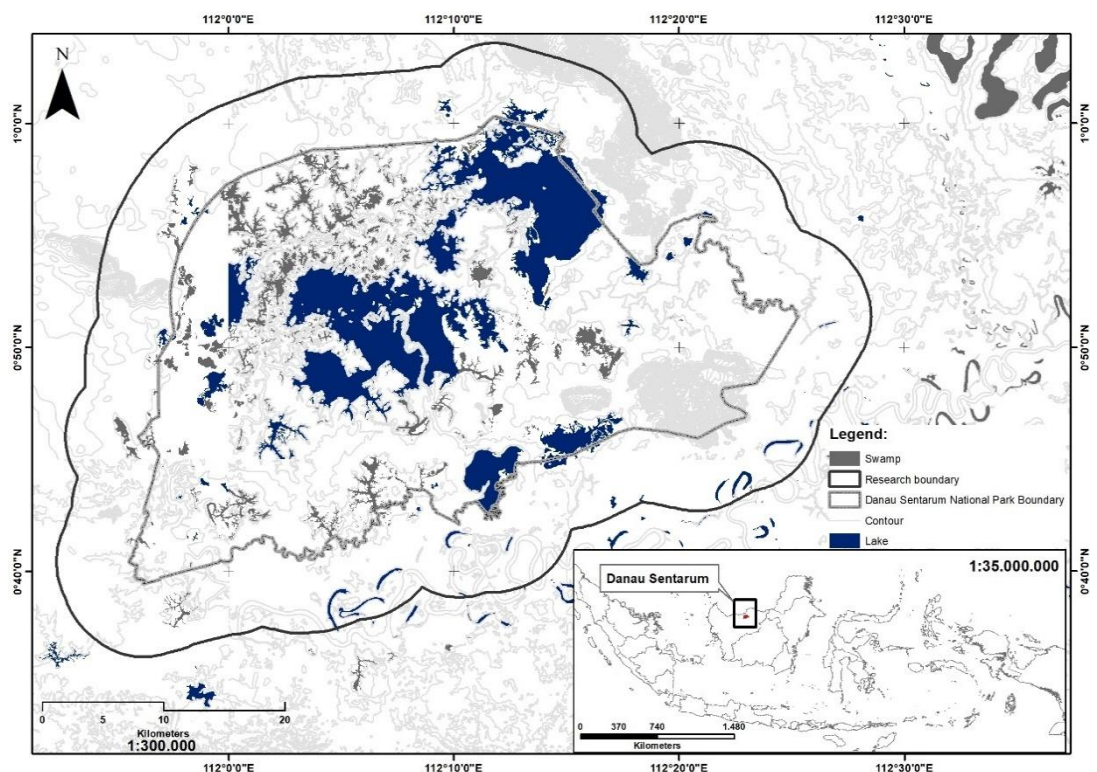 112°0'0"E
112°10'0"E
112°20'0"E
112°30'0"E
N
1°0'0"N
1°0'0"N
0°50'0"N
0°50'0"N
Legend:
Swamp
Research boundary
Danau Sentarum National Park Boundary
Contour
Lake
0°40'0"N
0°40'0"N
1:35.000.000
Danau Sentarum
0 370 740 1.480
Kilometers
0 5 10 20
Kilometers
1:300.000
112°0'0"E
112°10'0"E
112°20'0"E
112°30'0"E